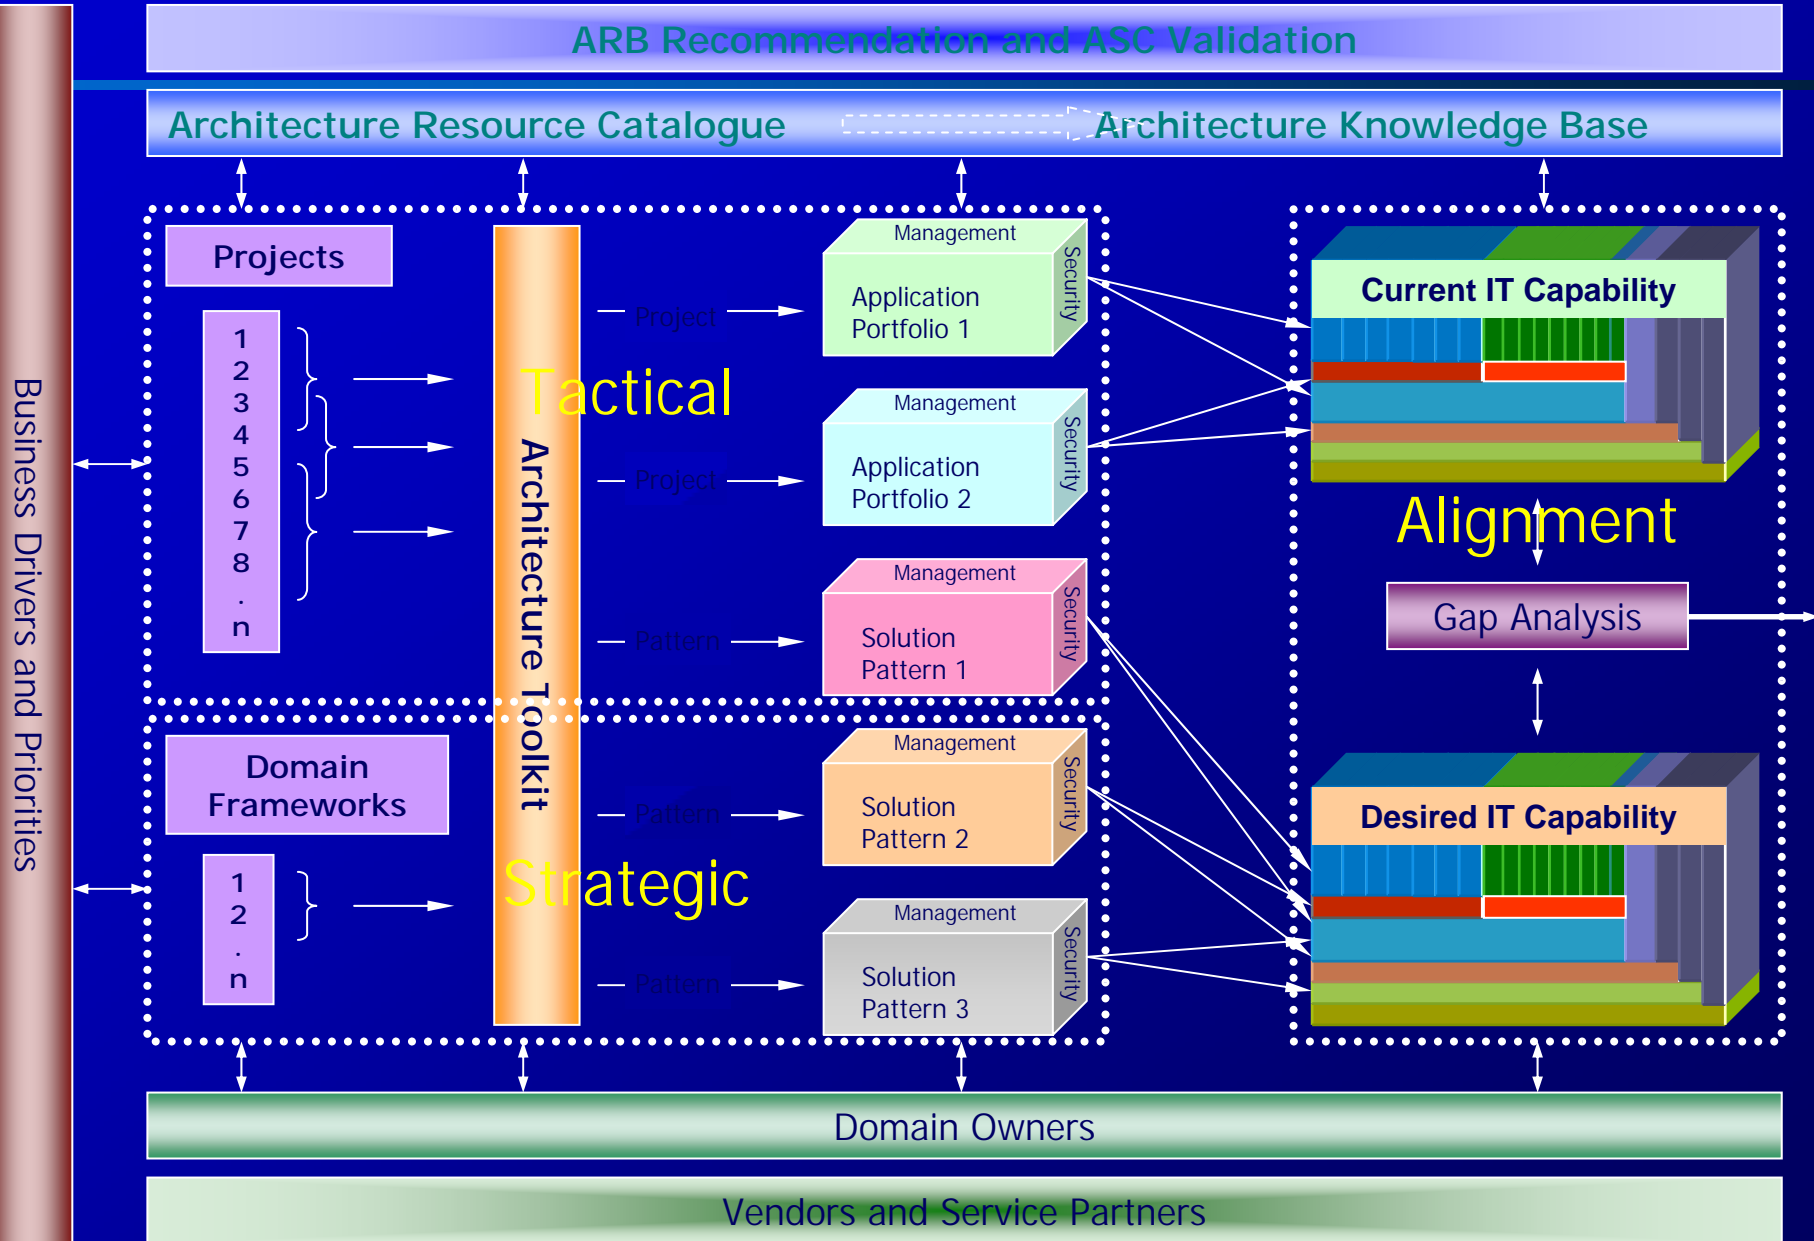 ARB Recommendation and ASC Validation
Architecture Resource Catalogue
Architecture Knowledge Base
Business Drivers and Priorities
Projects
1
2
3
4
5
6
7
8
.
n
Tactical
Architecture Toolkit
Project
Project
Pattern
Management
Security
Application
Portfolio 1
Management
Security
Application
Portfolio 2
Management
Security
Solution
Pattern 1
Domain
Frameworks
1
2
.
n
Strategic
Pattern
Pattern
Management
Security
Solution
Pattern 2
Management
Security
Solution
Pattern 3
Current IT Capability
Alignment
Gap Analysis
Desired IT Capability
Domain Owners
Vendors and Service Partners